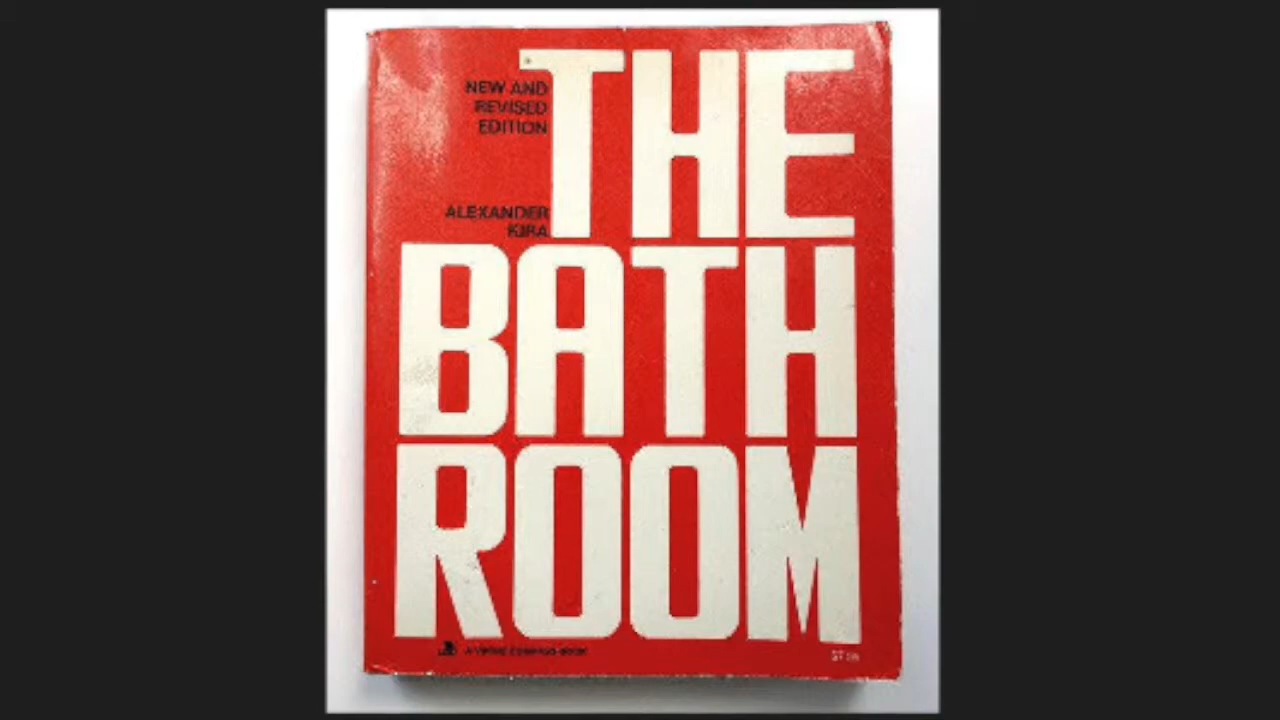 THE
NEW AND
REVISED
EDITION
ALEXANDER
KIRA
BATH
ROOM